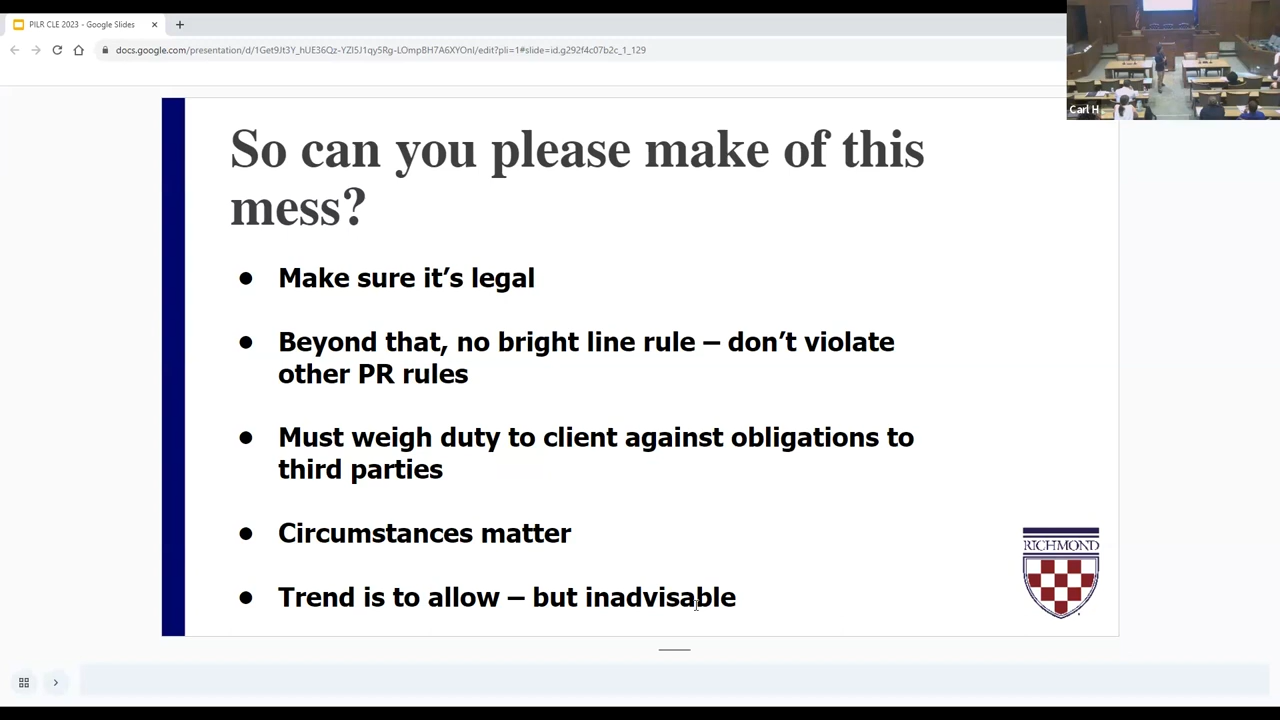 PILR CLE 2023 - Google Slides
docs.google.com/presentation/d/1Get9Jt3Y_hUE36Qz-YZl5J1qy5Rg-LOmpBH7A6XYOnI/edit?pli=1#slide=id.g292f4c07b2c_1_129
Carl H
So can you please make of this
mess?
● Make sure it’s legal
● Beyond that, no bright line rule – don’t violate
other PR rules
● Must weigh duty to client against obligations to
third parties
● Circumstances matter
● Trend is to allow – but inadvisable
RICHMOND